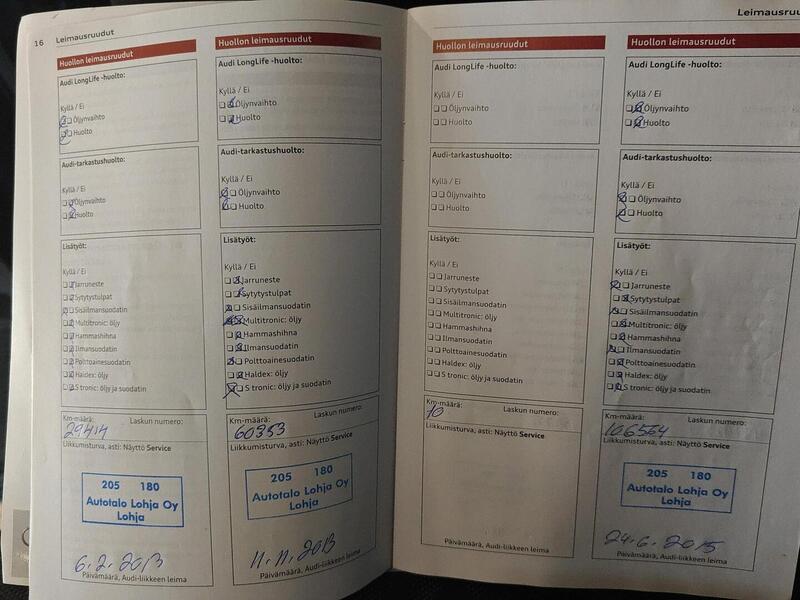 16 Leimausruudut
Huollon leimausruudut
Audi LongLife -huolto:
Kyllä / Ei
Öljynvaihto
Huolto
Audi-tarkastushuolto:
Kyllä / Ei
Öljynvaihto
Huolto
Lisätyöt:
Kyllä / Ei
Jarruneste
Sytytystulpat
Sisäilmansuodatin
Multitronic: öljy
Hammashihna
Ilmansuodatin
Polttoainesuodatin
Haldex: öljy
S tronic: öljy ja suodatin
Km-määrä: Laskun numero:
29414
Liikkumisturva, asti: Näyttö Service
205 180
Autotalo Lohja Oy
Lohja
6.2.2013
Päivämäärä, Audi-liikkeen leima
Huollon leimausruudut
Audi LongLife -huolto:
Kyllä / Ei
Öljynvaihto
Huolto
Audi-tarkastushuolto:
Kyllä / Ei
Öljynvaihto
Huolto
Lisätyöt:
Kyllä / Ei
Jarruneste
Sytytystulpat
Sisäilmansuodatin
Multitronic: öljy
Hammashihna
Ilmansuodatin
Polttoainesuodatin
Haldex: öljy
S tronic: öljy ja suodatin
Km-määrä: Laskun numero:
60353
Liikkumisturva, asti: Näyttö Service
205 180
Autotalo Lohja Oy
Lohja
11.11.2013
Päivämäärä, Audi-liikkeen leima
Huollon leimausruudut
Audi LongLife -huolto:
Kyllä / Ei
Öljynvaihto
Huolto
Audi-tarkastushuolto:
Kyllä / Ei
Öljynvaihto
Huolto
Lisätyöt:
Kyllä / Ei
Jarruneste
Sytytystulpat
Sisäilmansuodatin
Multitronic: öljy
Hammashihna
Ilmansuodatin
Polttoainesuodatin
Haldex: öljy
S tronic: öljy ja suodatin
Km-määrä: Laskun numero:
10
Liikkumisturva, asti: Näyttö Service
Päivämäärä, Audi-liikkeen leima
Leimausruu
Huollon leimausruudut
Audi LongLife -huolto:
Kyllä / Ei
Öljynvaihto
Huolto
Audi-tarkastushuolto:
Kyllä / Ei
Öljynvaihto
Huolto
Lisätyöt:
Kyllä / Ei
Jarruneste
Sytytystulpat
Sisäilmansuodatin
Multitronic: öljy
Hammashihna
Ilmansuodatin
Polttoainesuodatin
Haldex: öljy
S tronic: öljy ja suodatin
Km-määrä: Laskun numero:
106564
Liikkumisturva, asti: Näyttö Service
205 180
Autotalo Lohja Oy
Lohja
24.6.2015
Päivämäärä, Audi-liikkeen leima